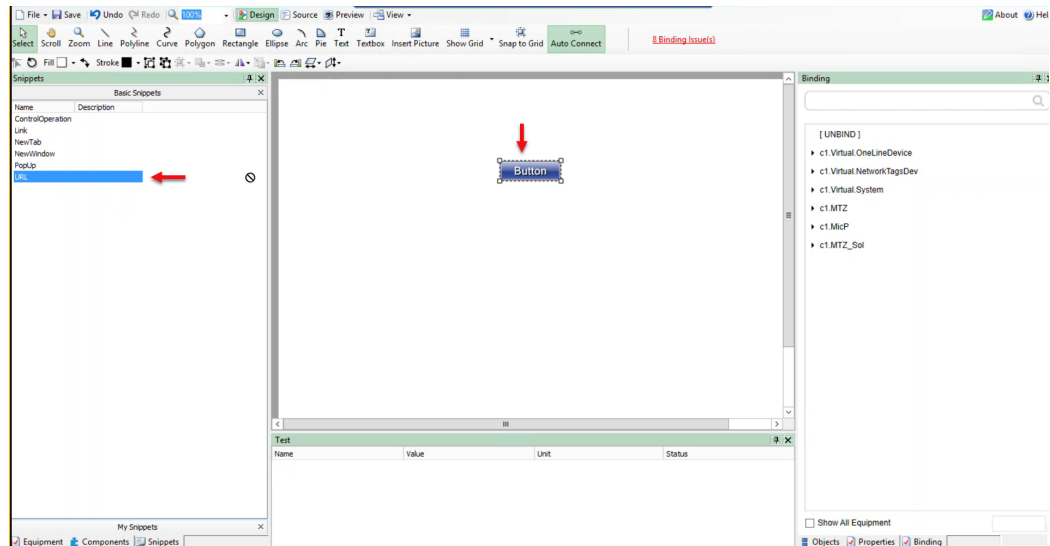 File Save Undo Redo 100% Design Source Preview View About Hel
Select Scroll Zoom Line Polyline Curve Polygon Rectangle Ellipse Arc Pie Text Textbox Insert Picture Show Grid Snap to Grid Auto Connect 8 Binding Issue(s)
Fill Stroke
Snippets
Basic Snippets
Name Description
ControlOperation
Link
NewTab
NewWindow
PopUp
URL
My Snippets
Equipment Components Snippets
Button
Test
Name Value Unit Status
Binding
[ UNBIND ]
c1.Virtual.OneLineDevice
c1.Virtual.NetworkTagsDev
c1.Virtual.System
c1.MTZ
c1.MicP
c1.MTZ_Sol
Show All Equipment
Objects Properties Binding